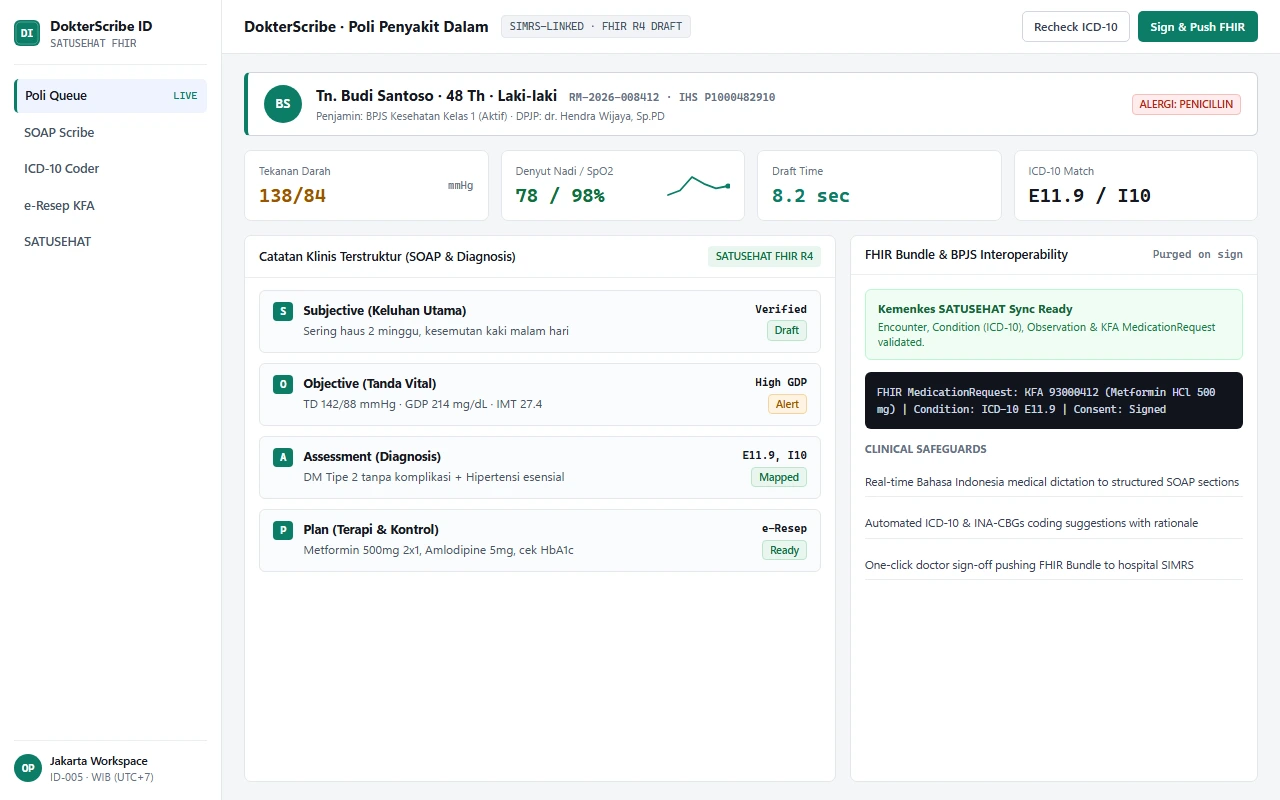 DI
DokterScribe ID
SATUSEHAT FHIR
Poli Queue
LIVE
SOAP Scribe
ICD-10 Coder
e-Resep KFA
SATUSEHAT
OP
Jakarta Workspace
ID-005 · WIB (UTC+7)
DokterScribe · Poli Penyakit Dalam
SIMRS-LINKED · FHIR R4 DRAFT
Recheck ICD-10
Sign & Push FHIR
BS
Tn. Budi Santoso · 48 Th · Laki-laki RM-2026-008412 · IHS P1000482910
Penjamin: BPJS Kesehatan Kelas 1 (Aktif) · DPJP: dr. Hendra Wijaya, Sp.PD
ALERGI: PENICILLIN
Tekanan Darah
138/84
mmHg
Denyut Nadi / SpO2
78 / 98%
Draft Time
8.2 sec
ICD-10 Match
E11.9 / I10
Catatan Klinis Terstruktur (SOAP & Diagnosis)
SATUSEHAT FHIR R4
S
Subjective (Keluhan Utama)
Sering haus 2 minggu, kesemutan kaki malam hari
Verified
Draft
O
Objective (Tanda Vital)
TD 142/88 mmHg · GDP 214 mg/dL · IMT 27.4
High GDP
Alert
A
Assessment (Diagnosis)
DM Tipe 2 tanpa komplikasi + Hipertensi esensial
E11.9, I10
Mapped
P
Plan (Terapi & Kontrol)
Metformin 500mg 2x1, Amlodipine 5mg, cek HbA1c
e-Resep
Ready
FHIR Bundle & BPJS Interoperability
Purged on sign
Kemenkes SATUSEHAT Sync Ready
Encounter, Condition (ICD-10), Observation & KFA MedicationRequest
validated.
FHIR MedicationRequest: KFA 93000412 (Metformin HCl 500
mg) | Condition: ICD-10 E11.9 | Consent: Signed
CLINICAL SAFEGUARDS
Real-time Bahasa Indonesia medical dictation to structured SOAP sections
Automated ICD-10 & INA-CBGs coding suggestions with rationale
One-click doctor sign-off pushing FHIR Bundle to hospital SIMRS